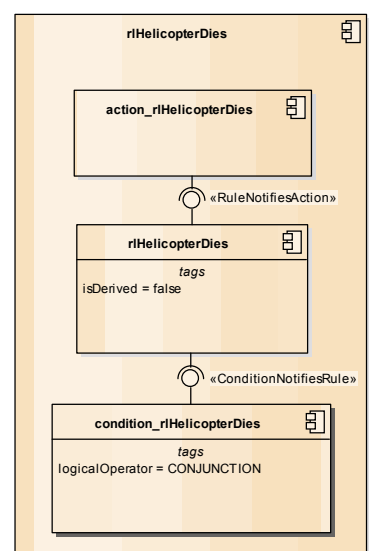 rlHelicopterDies
action_rlHelicopterDies
«RuleNotifiesAction»
rlHelicopterDies
tags
isDerived = false
«ConditionNotifiesRule»
condition_rlHelicopterDies
tags
logicalOperator = CONJUNCTION